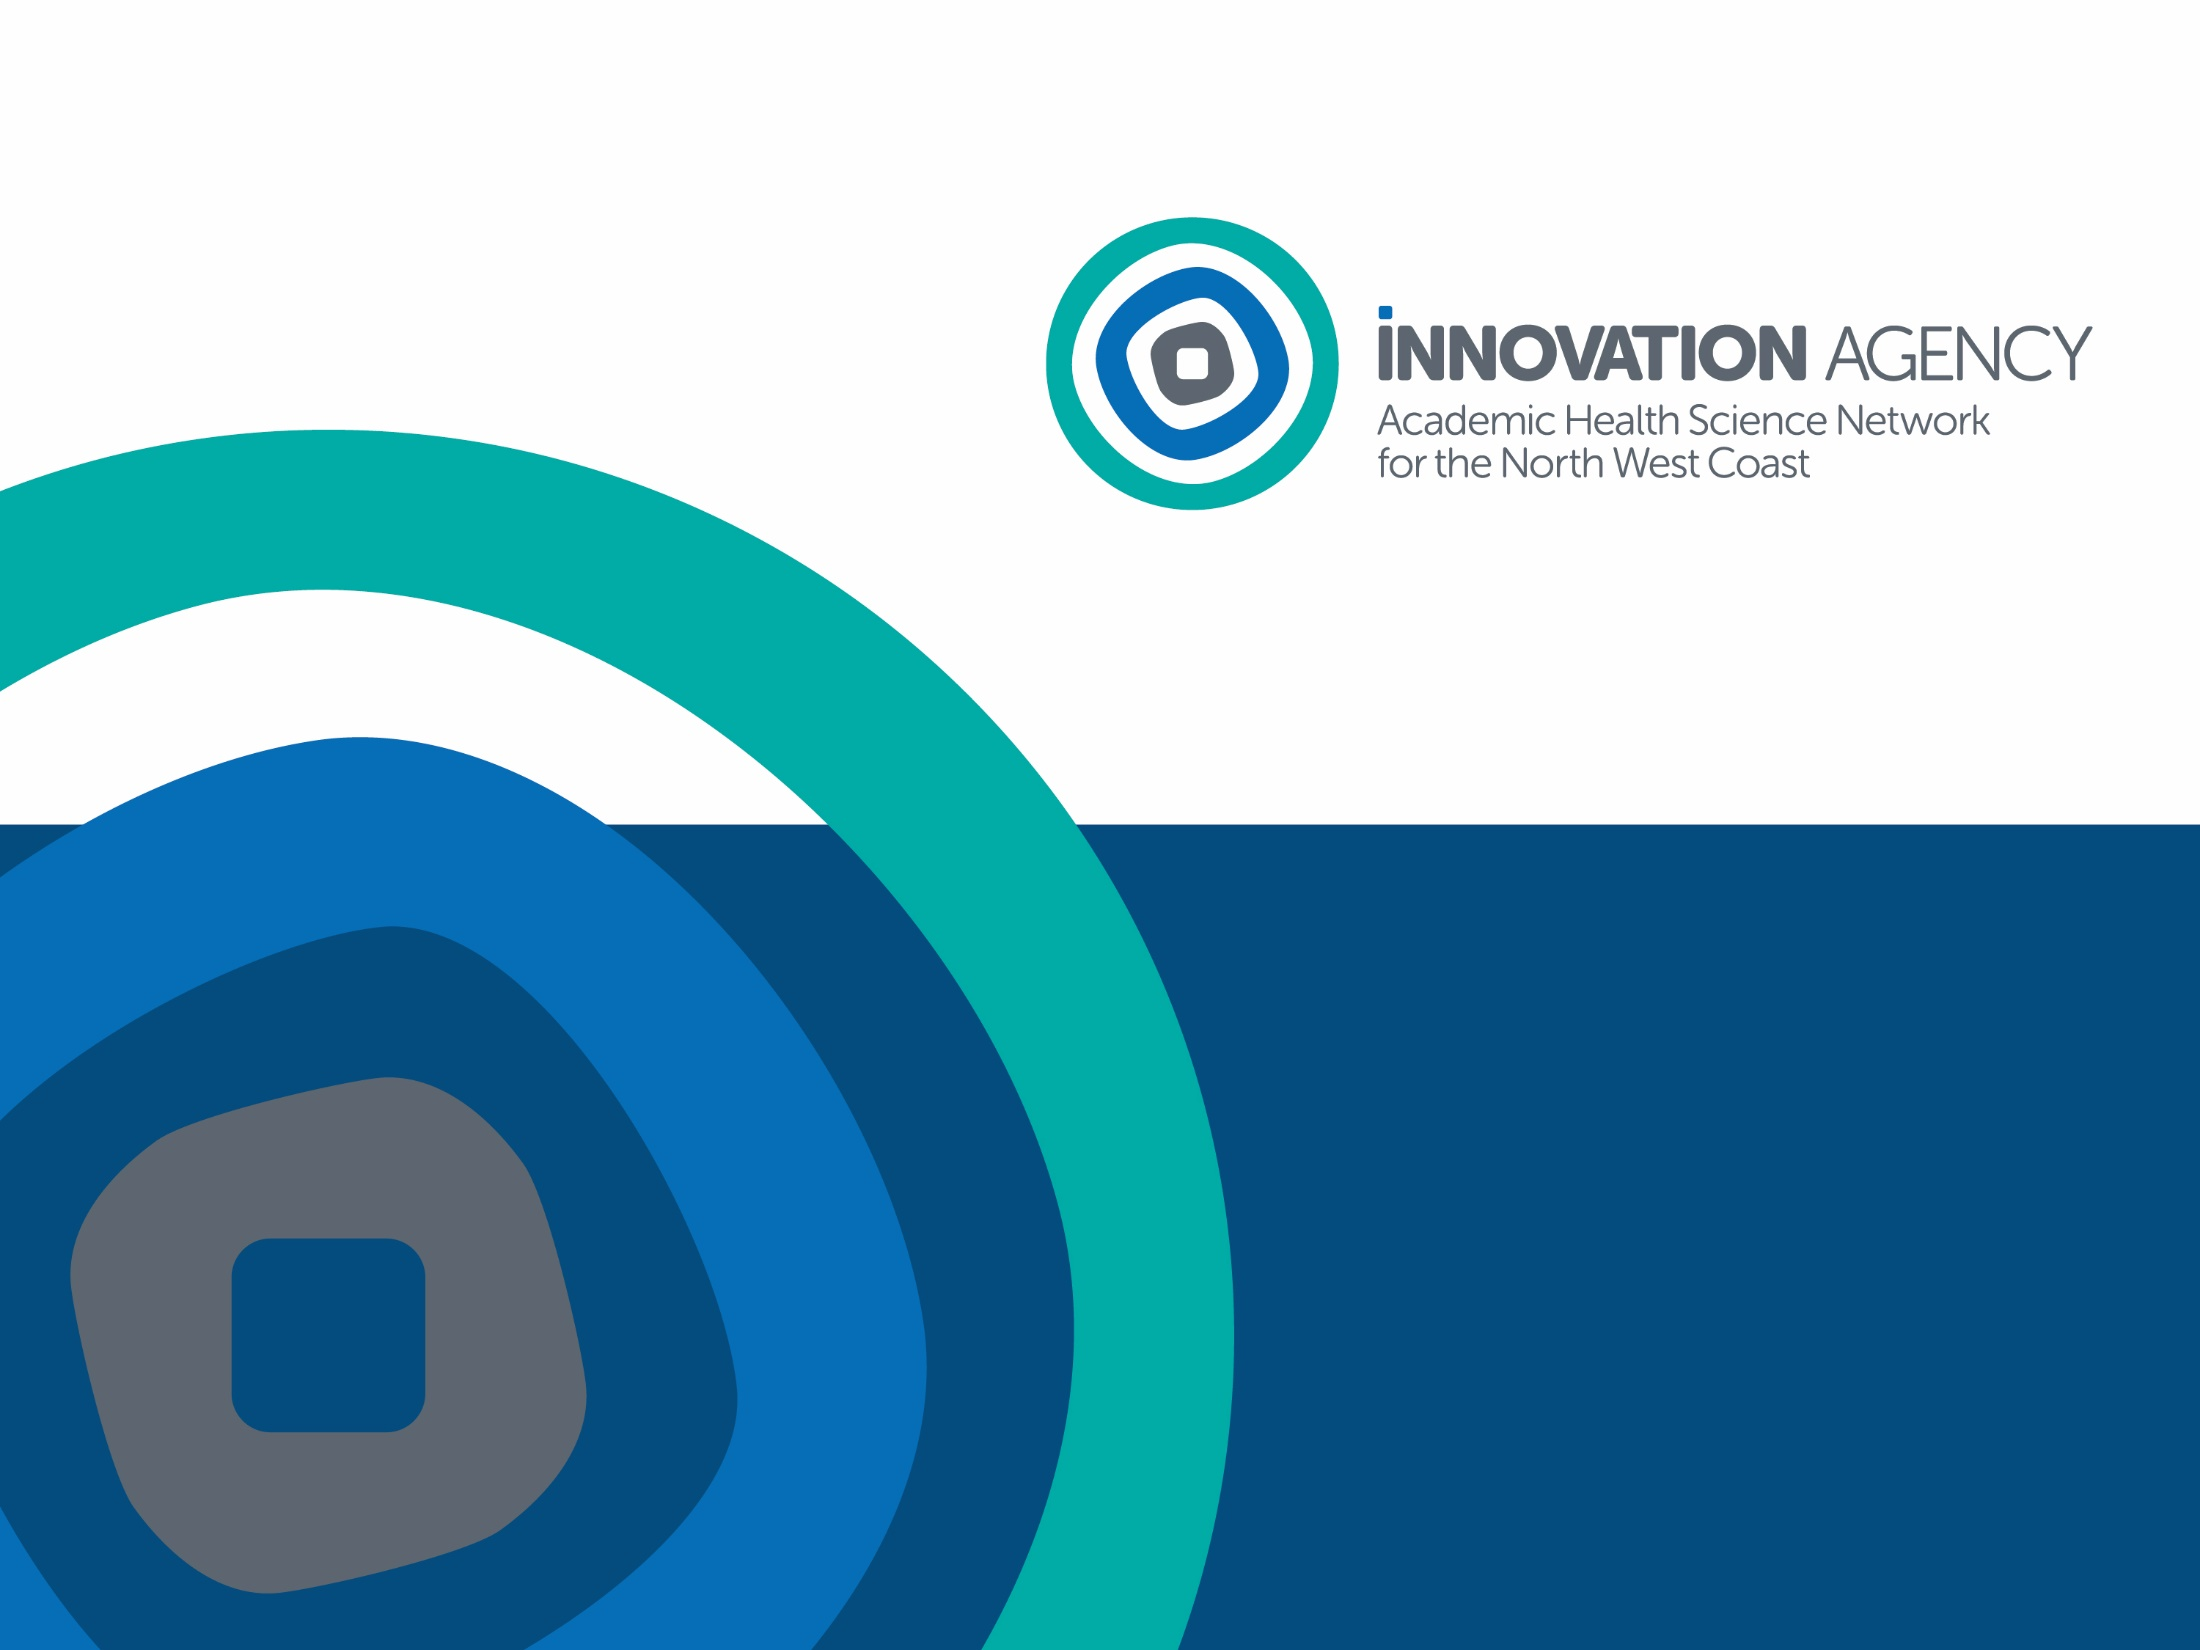 iNNOVATION AGENCY
Academic Health Science Network
for the North West Coast